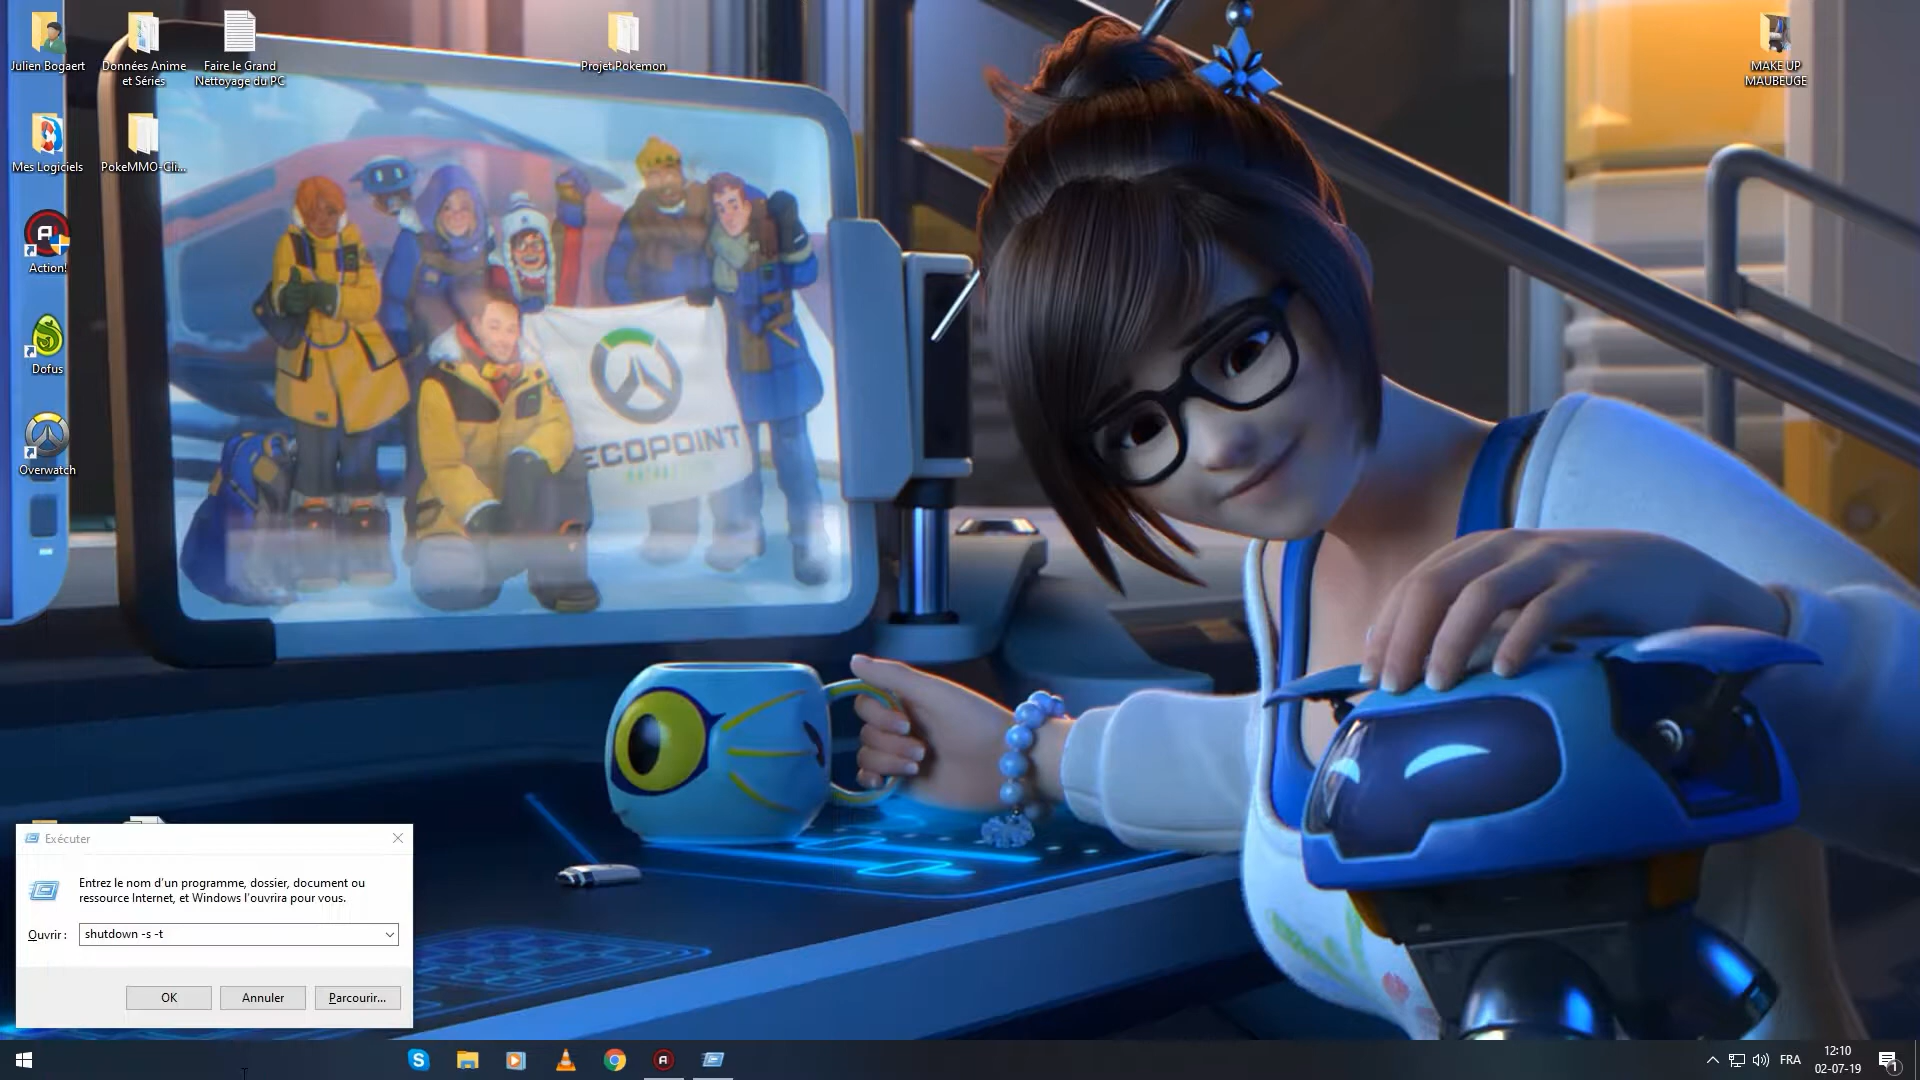 Julien Bogaert
Données Anime
et Séries
Faire le Grand
Nettoyage du PC
Projet Pokemon
MAKE UP
MAUBEUGE
Mes Logiciels
PokeMMO-Cli...
Action!
Dofus
Overwatch
ECOPOINT
Exécuter
Entrez le nom d'un programme, dossier, document ou
ressource Internet, et Windows l'ouvrira pour vous.
Ouvrir :
shutdown -s -t
OK
Annuler
Parcourir...
FRA
12:10
02-07-19
1